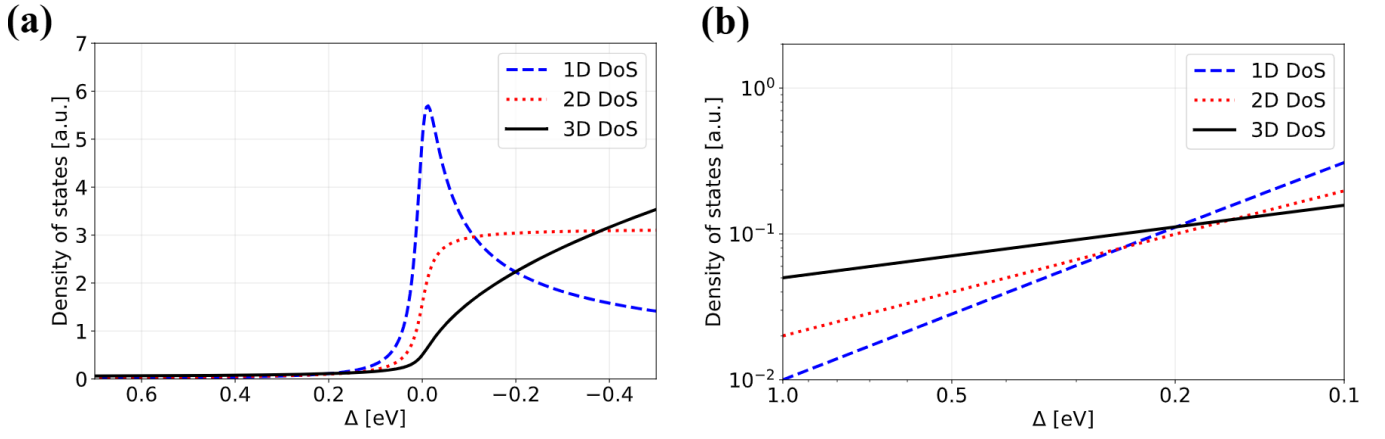 (a)
7
6
5
4
3
2
1
0
Density of states [a.u.]
1D DoS
2D DoS
3D DoS
0.6 0.4 0.2 0.0 −0.2 −0.4
Δ [eV]
(b)
10⁰
10⁻¹
10⁻²
Density of states [a.u.]
1D DoS
2D DoS
3D DoS
1.0 0.5 0.2 0.1
Δ [eV]